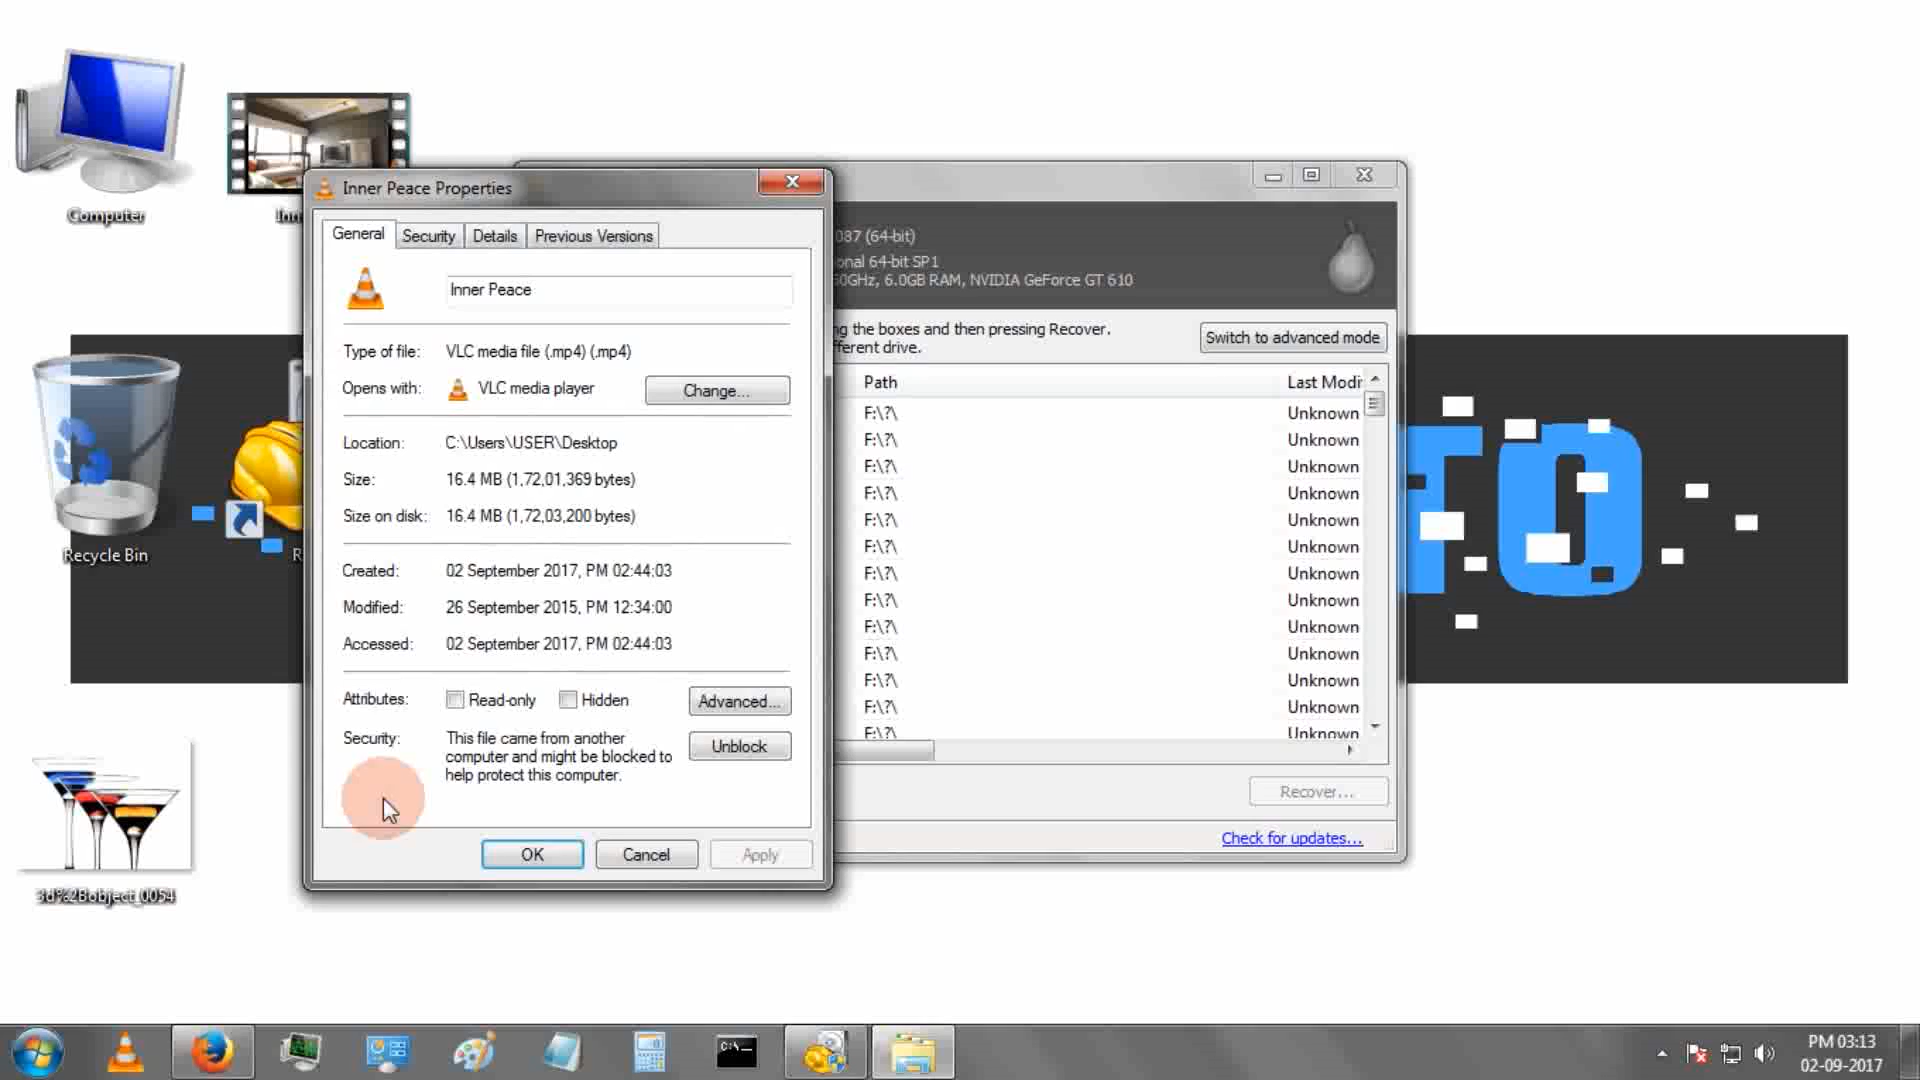 Computer
Inn
Recycle Bin
R
3d%2Bobject_0054
Inner Peace Properties
General
Security
Details
Previous Versions
Inner Peace
Type of file: VLC media file (.mp4) (.mp4)
Opens with: VLC media player
Change...
Location: C:\Users\USER\Desktop
Size: 16.4 MB (1,72,01,369 bytes)
Size on disk: 16.4 MB (1,72,03,200 bytes)
Created: 02 September 2017, PM 02:44:03
Modified: 26 September 2015, PM 12:34:00
Accessed: 02 September 2017, PM 02:44:03
Attributes: Read-only Hidden
Advanced...
Security: This file came from another
computer and might be blocked to
help protect this computer.
Unblock
OK
Cancel
Apply
087 (64-bit)
onal 64-bit SP1
60GHz, 6.0GB RAM, NVIDIA GeForce GT 610
ng the boxes and then pressing Recover.
fferent drive.
Switch to advanced mode
Path Last Modi
F:\?\ Unknown
F:\?\ Unknown
F:\?\ Unknown
F:\?\ Unknown
F:\?\ Unknown
F:\?\ Unknown
F:\?\ Unknown
F:\?\ Unknown
F:\?\ Unknown
F:\?\ Unknown
F:\?\ Unknown
F:\?\ Unknown
F:\?\ Unknown
Recover...
Check for updates...
TO
C:\_
PM 03:13
02-09-2017